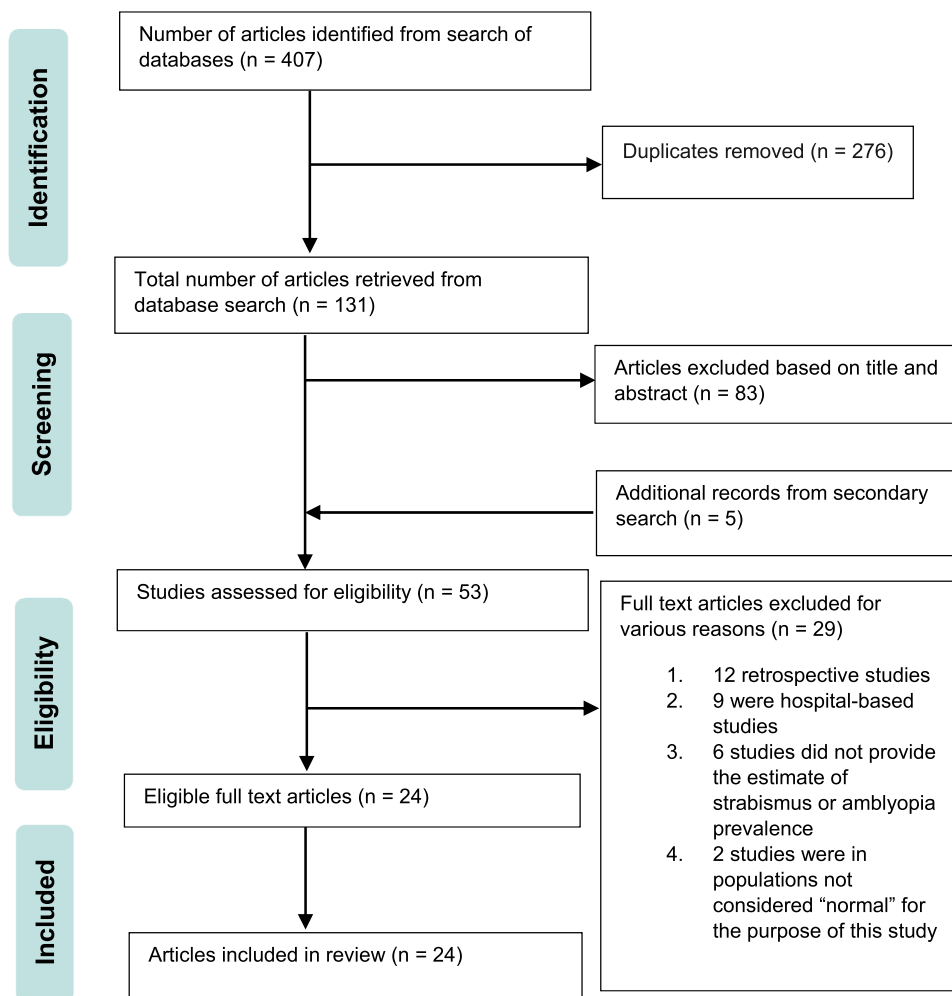 Identification
Number of articles identified from search of
databases (n = 407)
Duplicates removed (n = 276)
Total number of articles retrieved from
database search (n = 131)
Screening
Articles excluded based on title and
abstract (n = 83)
Additional records from secondary
search (n = 5)
Eligibility
Studies assessed for eligibility (n = 53)
Full text articles excluded for
various reasons (n = 29)
1. 12 retrospective studies
2. 9 were hospital-based
studies
3. 6 studies did not provide
the estimate of
strabismus or amblyopia
prevalence
4. 2 studies were in
populations not
considered “normal” for
the purpose of this study
Eligible full text articles (n = 24)
Included
Articles included in review (n = 24)